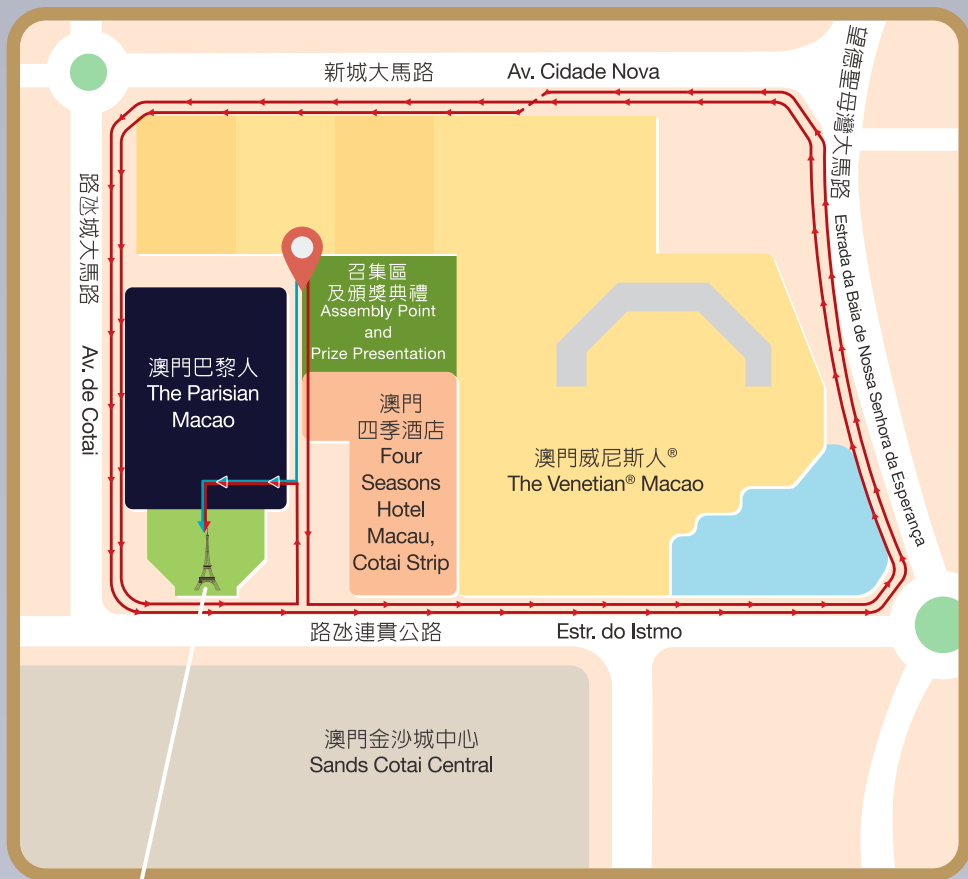 新城大馬路 Av. Cidade Nova
望德聖母灣大馬路 Estrada da Baia de Nossa Senhora da Esperança
路氹城大馬路 Av. de Cotai
召集區
及頒獎典禮
Assembly Point
and
Prize Presentation
澳門巴黎人
The Parisian
Macao
澳門
四季酒店
Four
Seasons
Hotel
Macau,
Cotai Strip
澳門威尼斯人®
The Venetian® Macao
路氹連貫公路 Estr. do Istmo
澳門金沙城中心
Sands Cotai Central